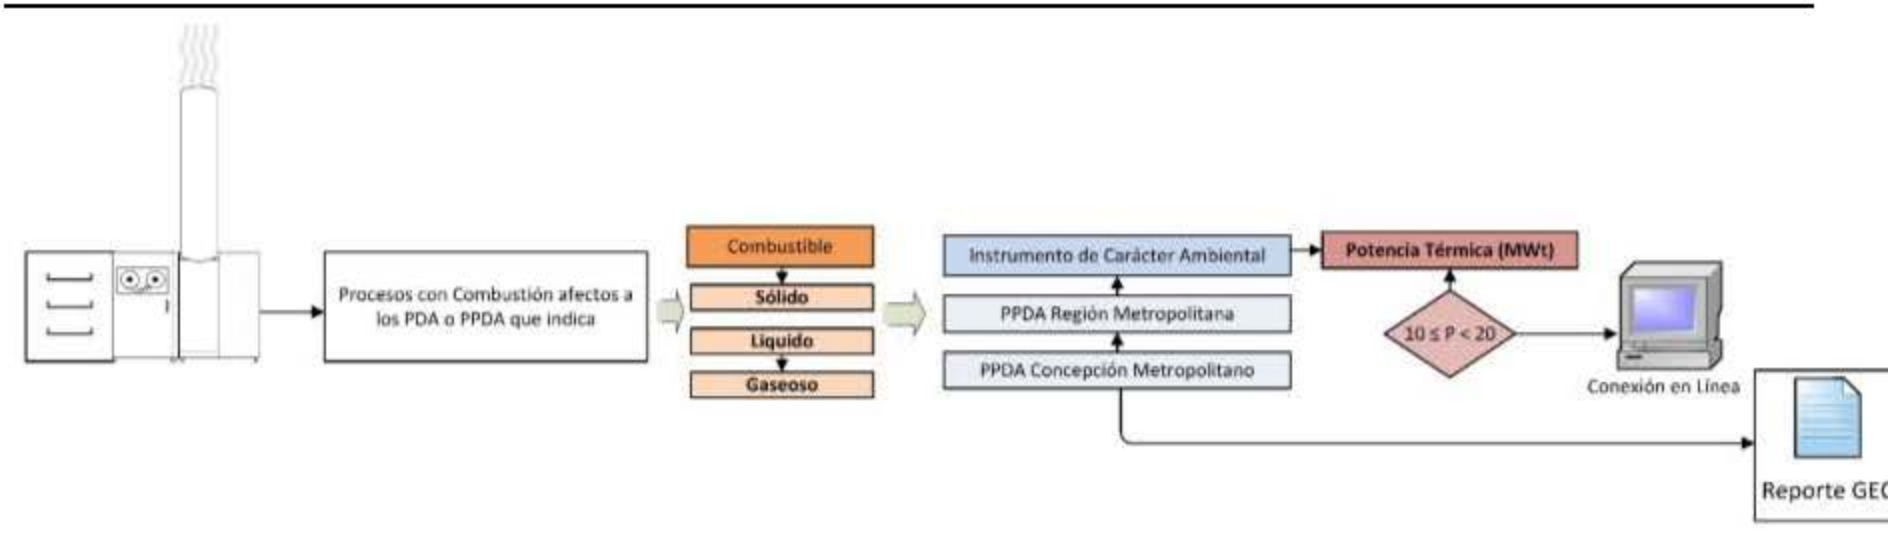 Procesos con Combustión afectos a
los PDA o PPDA que indica
Combustible
Sólido
Liquido
Gaseoso
Instrumento de Carácter Ambiental
PPDA Región Metropolitana
PPDA Concepción Metropolitano
Potencia Térmica (MWt)
10 ≤ P < 20
Conexión en Línea
Reporte